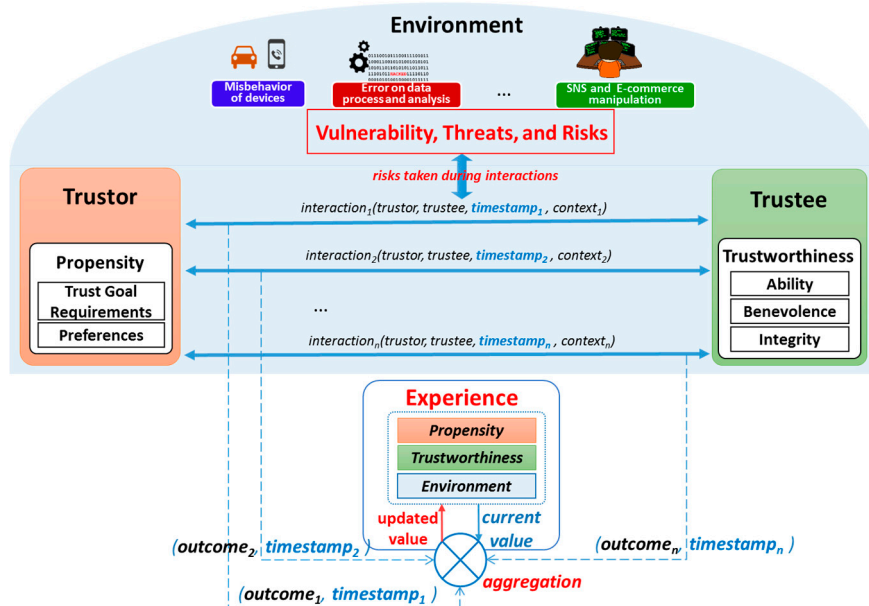 Environment
Misbehavior
of devices
Error on data
process and analysis
...
SNS and E-commerce
manipulation
Vulnerability, Threats, and Risks
risks taken during interactions
Trustor
Trustee
interaction₁(trustor, trustee, timestamp₁ , context₁)
Propensity
Trust Goal
Requirements
Preferences
interaction₂(trustor, trustee, timestamp₂ , context₂)
...
interactionₙ(trustor, trustee, timestampₙ , contextₙ)
Trustworthiness
Ability
Benevolence
Integrity
Experience
Propensity
Trustworthiness
Environment
updated
value
current
value
(outcome₂, timestamp₂ )
(outcomeₙ, timestampₙ )
aggregation
(outcome₁, timestamp₁ )